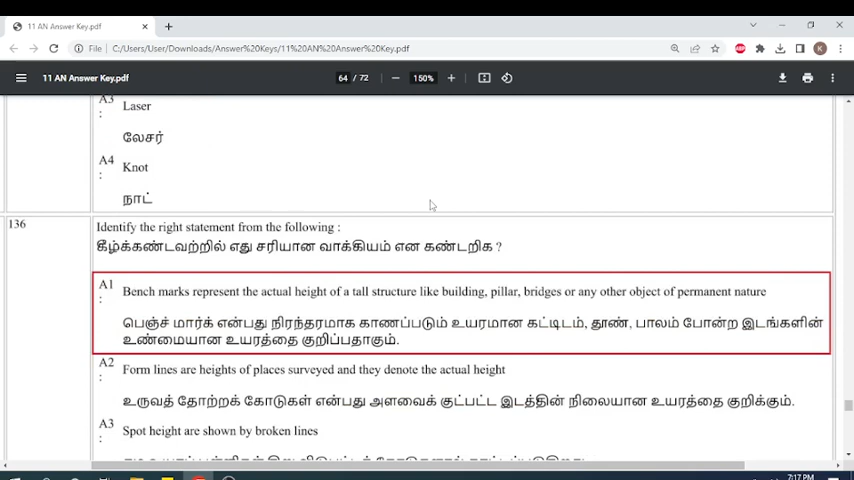 11 AN Answer Key.pdf
File | C:/Users/User/Downloads/Answer%20Keys/11%20AN%20Answer%20Key.pdf
ABP
K
11 AN Answer Key.pdf
64 / 72
150%
A3 Laser
:
லேசர்
A4 Knot
:
நாட்
136 Identify the right statement from the following :
கீழ்க்கண்டவற்றில் எது சரியான வாக்கியம் என கண்டறிக ?
A1 Bench marks represent the actual height of a tall structure like building, pillar, bridges or any other object of permanent nature
:
பெஞ்ச் மார்க் என்பது நிரந்தரமாக காணப்படும் உயரமான கட்டிடம், தூண், பாலம் போன்ற இடங்களின்
உண்மையான உயரத்தை குறிப்பதாகும்.
A2 Form lines are heights of places surveyed and they denote the actual height
:
உருவத் தோற்றக் கோடுகள் என்பது அளவைக் குட்பட்ட இடத்தின் நிலையான உயரத்தை குறிக்கும்.
A3 Spot height are shown by broken lines
:
7:17 PM